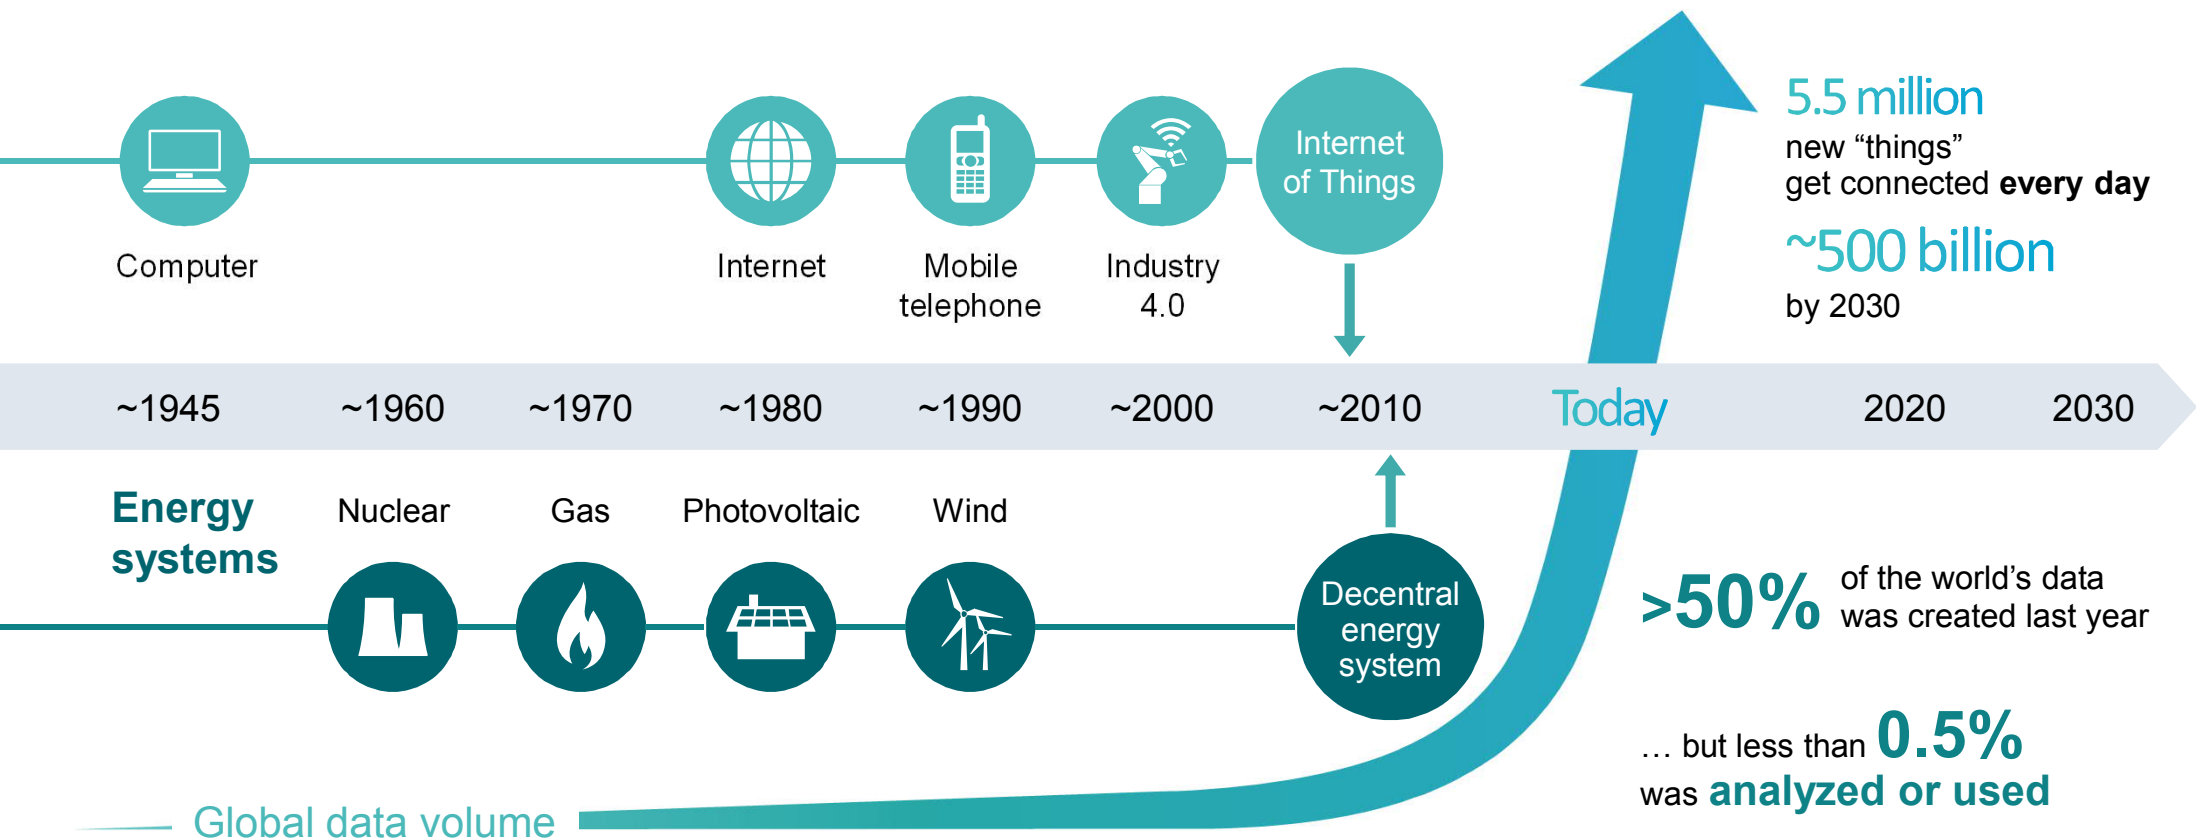 5.5 million
new “things”
get connected every day
~500 billion
by 2030
Internet
of Things
Computer
Internet
Mobile
telephone
Industry
4.0
~1945
~1960
~1970
~1980
~1990
~2000
~2010
Today
2020
2030
Energy
systems
Nuclear
Gas
Photovoltaic
Wind
Decentral
energy
system
>50% of the world’s data
was created last year
… but less than 0.5%
was analyzed or used
Global data volume